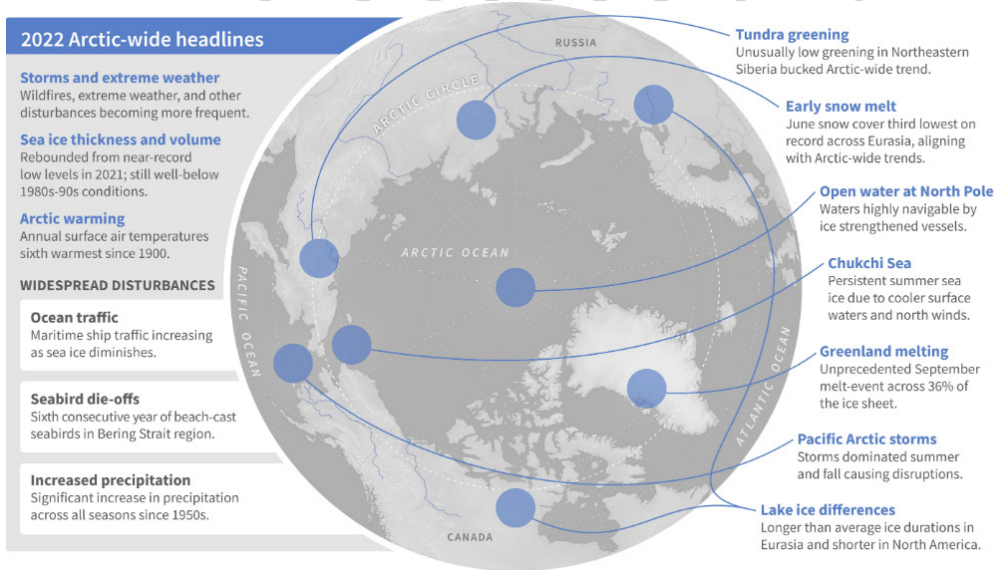 2022 Arctic-wide headlines
Storms and extreme weather
Wildfires, extreme weather, and other
disturbances becoming more frequent.
Sea ice thickness and volume
Rebounded from near-record
low levels in 2021; still well-below
1980s-90s conditions.
Arctic warming
Annual surface air temperatures
sixth warmest since 1900.
WIDESPREAD DISTURBANCES
Ocean traffic
Maritime ship traffic increasing
as sea ice diminishes.
Seabird die-offs
Sixth consecutive year of beach-cast
seabirds in Bering Strait region.
Increased precipitation
Significant increase in precipitation
across all seasons since 1950s.
RUSSIA
ARCTIC CIRCLE
ARCTIC OCEAN
PACIFIC OCEAN
ATLANTIC OCEAN
CANADA
Tundra greening
Unusually low greening in Northeastern
Siberia bucked Arctic-wide trend.
Early snow melt
June snow cover third lowest on
record across Eurasia, aligning
with Arctic-wide trends.
Open water at North Pole
Waters highly navigable by
ice strengthened vessels.
Chukchi Sea
Persistent summer sea
ice due to cooler surface
waters and north winds.
Greenland melting
Unprecedented September
melt-event across 36% of
the ice sheet.
Pacific Arctic storms
Storms dominated summer
and fall causing disruptions.
Lake ice differences
Longer than average ice durations in
Eurasia and shorter in North America.